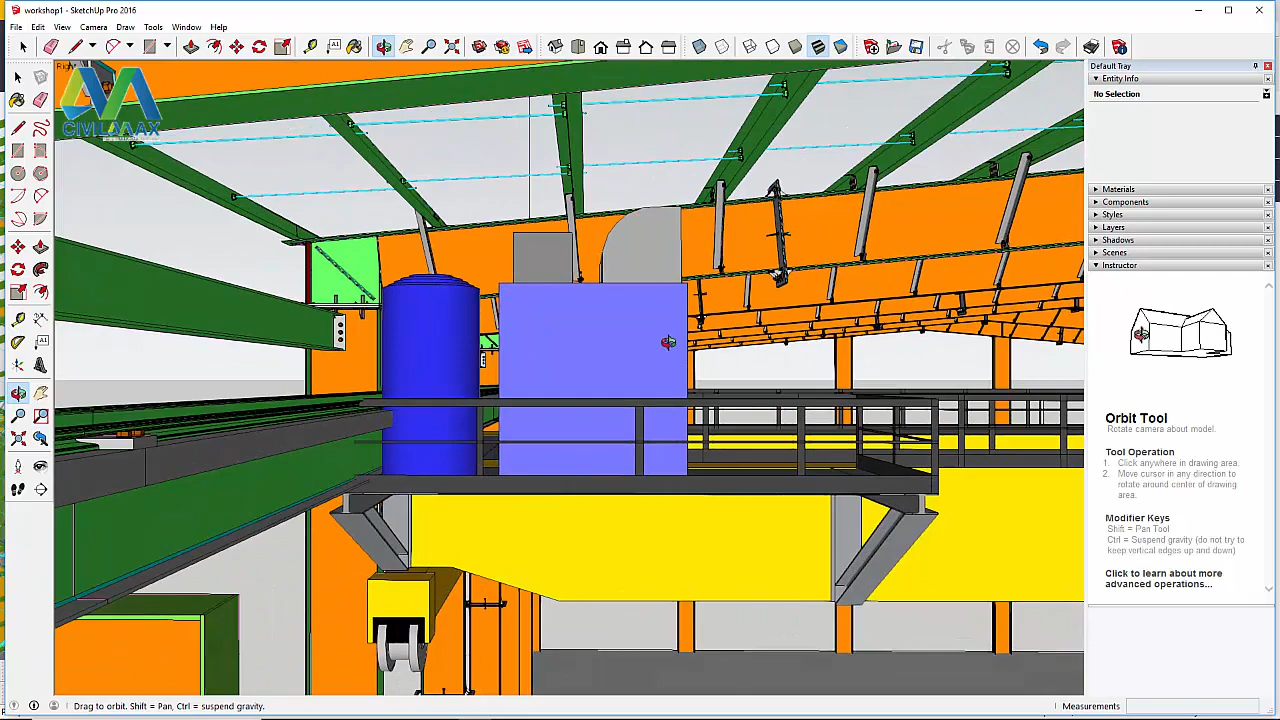 workshop1 - SketchUp Pro 2016
File Edit View Camera Draw Tools Window Help
Default Tray
Entity Info
No Selection
CIVILMAX
Materials
Components
Styles
Layers
Shadows
Scenes
Instructor
Orbit Tool
Rotate camera about model.
Tool Operation
1. Click anywhere in drawing area.
2. Move cursor in any direction to
rotate around center of drawing
area.
Modifier Keys
Shift = Pan Tool
Ctrl = Suspend gravity (do not try to
keep vertical edges up and down)
Click to learn about more
advanced operations...
Drag to orbit. Shift = Pan, Ctrl = suspend gravity.
Measurements